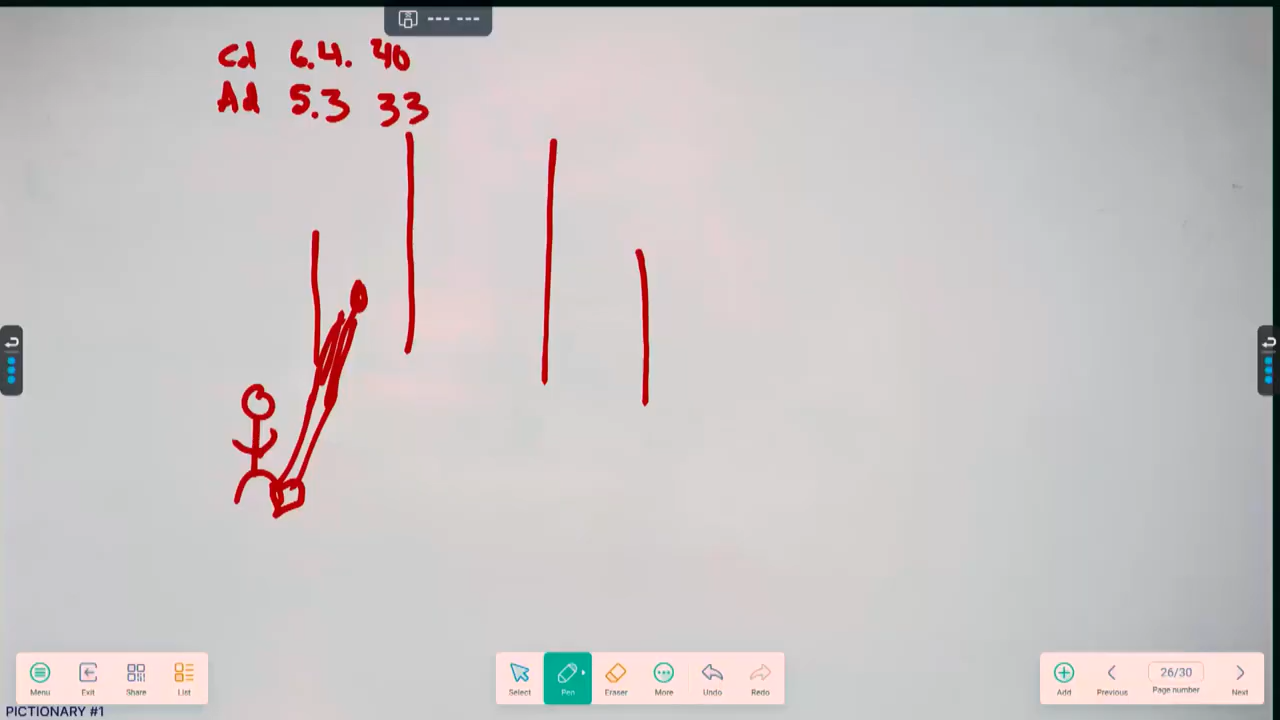 Cd 6.4. 40
Ad 5.3 33
Menu
Exit
Share
List
Select
Pen
Eraser
More
Undo
Redo
Add
Previous
26/30
Page number
Next
PICTIONARY #1